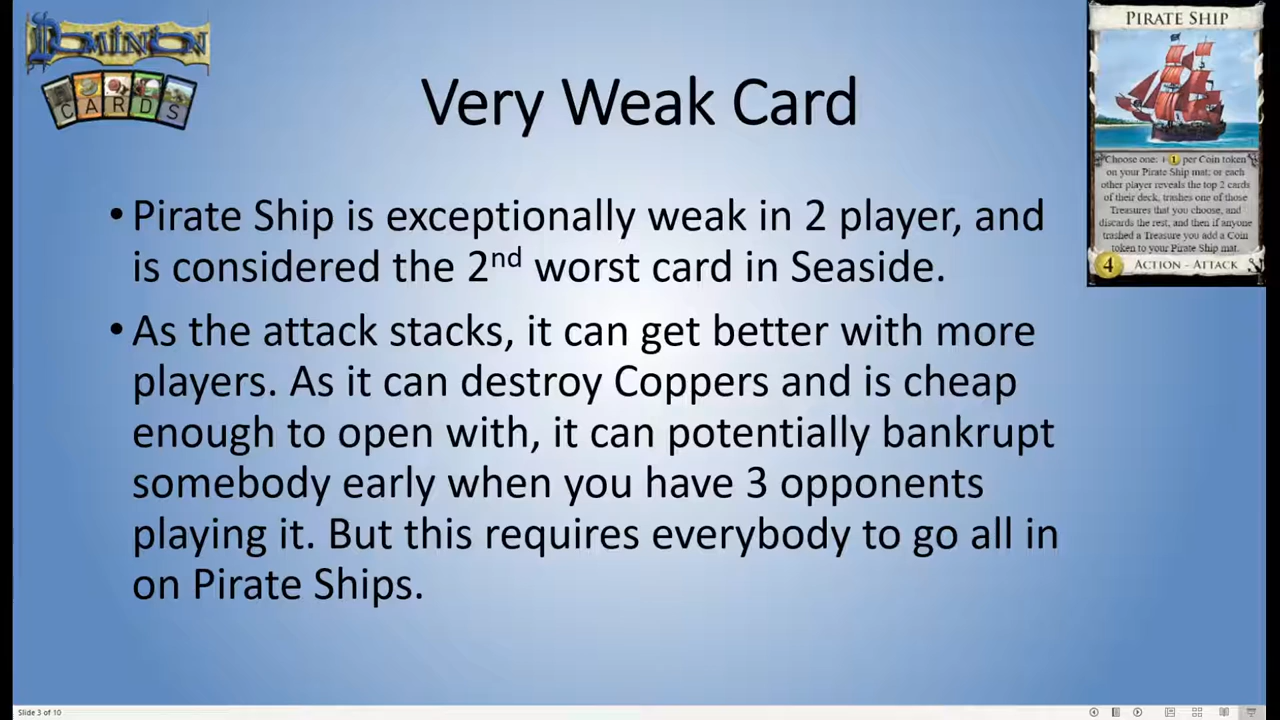 DOMINION
CARDS
Very Weak Card
PIRATE SHIP
Choose one: +1 per Coin token
on your Pirate Ship mat; or each
other player reveals the top 2 cards
of their deck, trashes one of those
Treasures that you choose, and
discards the rest, and then if anyone
trashed a Treasure you add a Coin
token to your Pirate Ship mat.
4 ACTION - ATTACK
• Pirate Ship is exceptionally weak in 2 player, and
is considered the 2nd worst card in Seaside.
• As the attack stacks, it can get better with more
players. As it can destroy Coppers and is cheap
enough to open with, it can potentially bankrupt
somebody early when you have 3 opponents
playing it. But this requires everybody to go all in
on Pirate Ships.
Slide 3 of 10